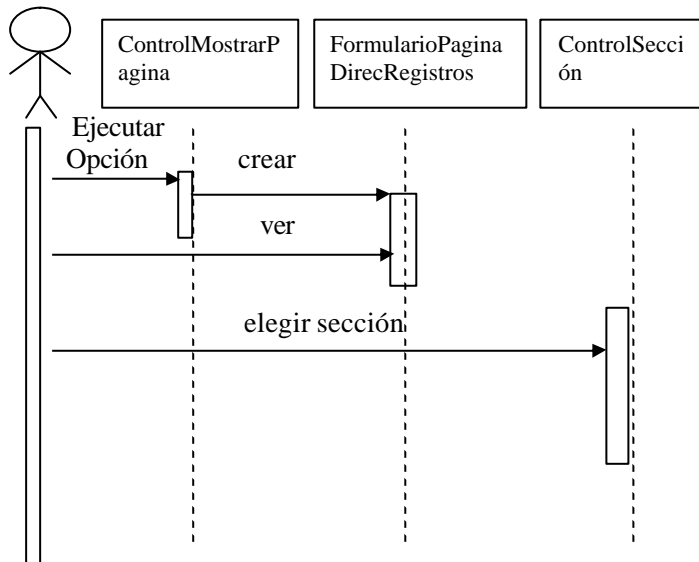 ControlMostrarP
agina
FormularioPagina
DirecRegistros
ControlSecci
ón
Ejecutar
Opción
crear
ver
elegir sección